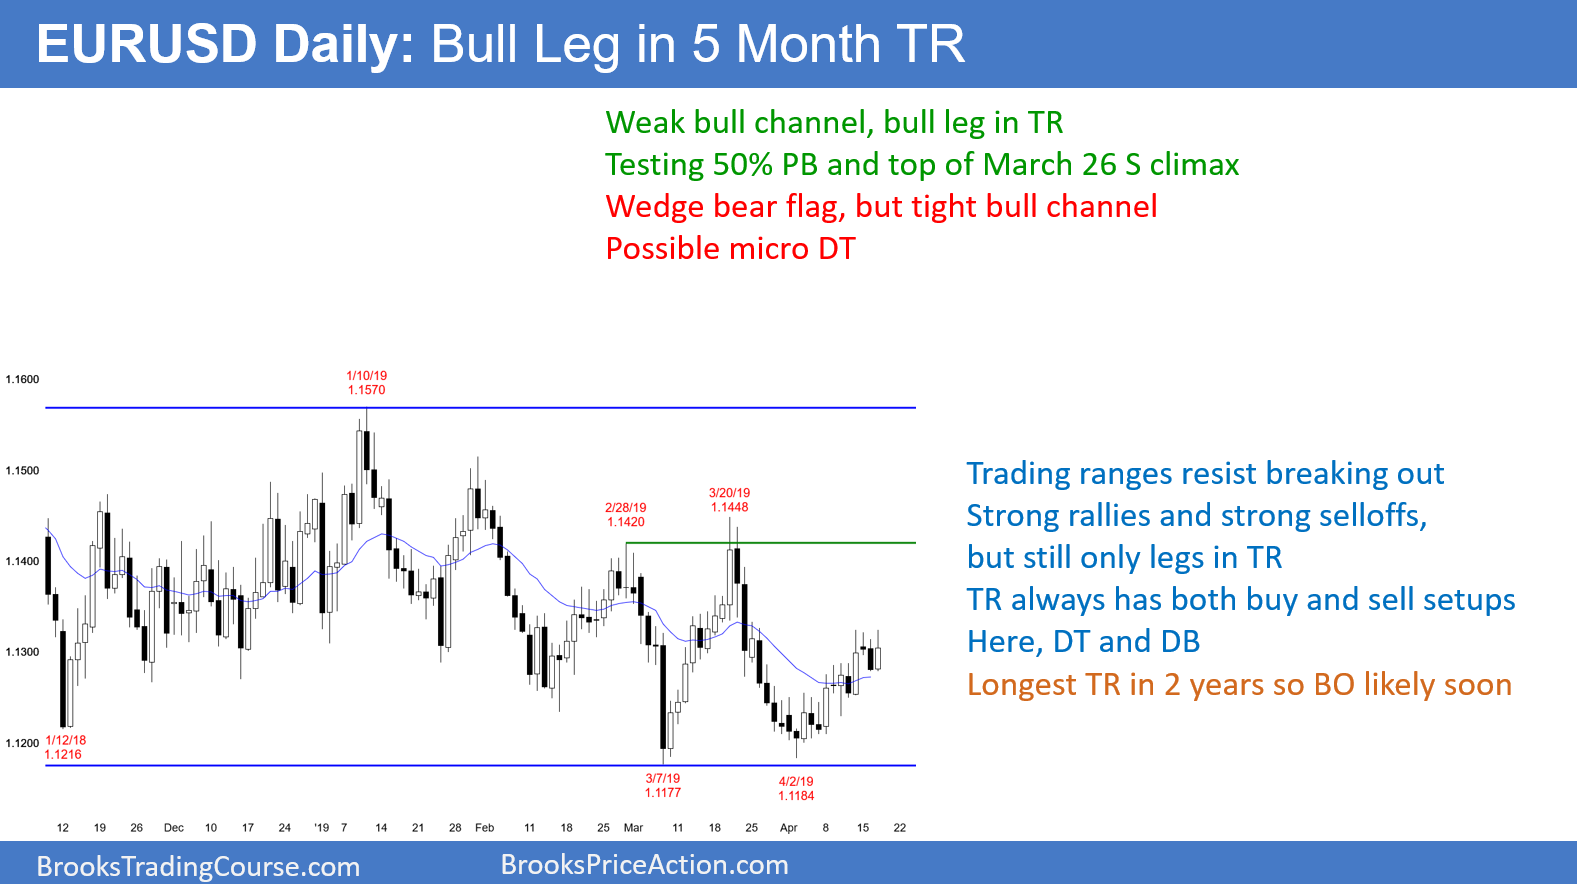 EURUSD Daily: Bull Leg in 5 Month TR
Weak bull channel, bull leg in TR
Testing 50% PB and top of March 26 S climax
Wedge bear flag, but tight bull channel
Possible micro DT
1.1600
1/10/19
1.1570
1.1500
2/28/19
1.1420
3/20/19
1.1448
1.1400
1.1300
1.1200
1/12/18
1.1216
3/7/19
1.1177
4/2/19
1.1184
12 19 26 Dec 10 17 24 '19 7 14 21 28 Feb 11 18 25 Mar 11 18 25 Apr 8 15 22
Trading ranges resist breaking out
Strong rallies and strong selloffs,
but still only legs in TR
TR always has both buy and sell setups
Here, DT and DB
Longest TR in 2 years so BO likely soon
BrooksTradingCourse.com
BrooksPriceAction.com